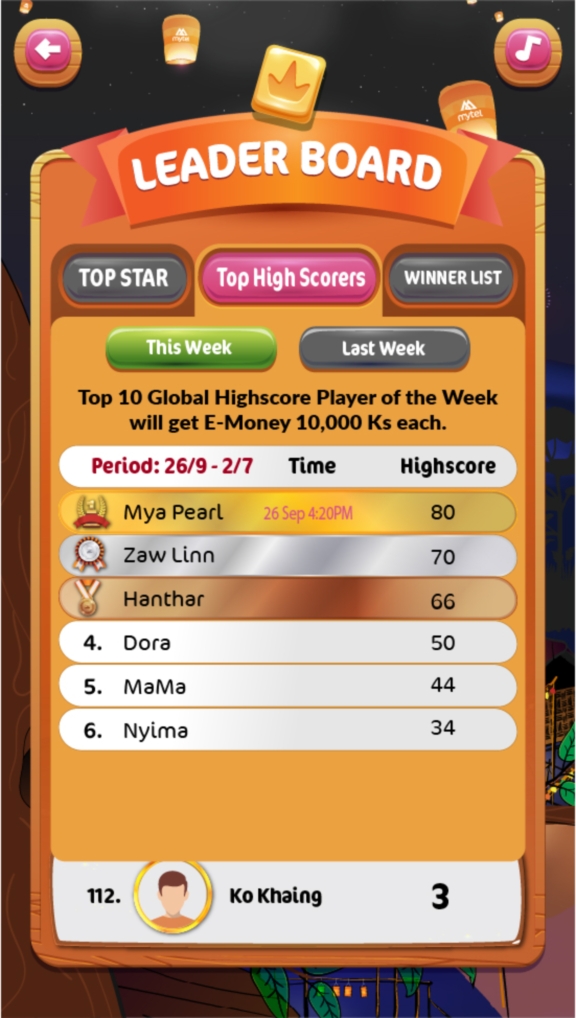 mytel
mytel
LEADER BOARD
TOP STAR
Top High Scorers
WINNER LIST
This Week
Last Week
Top 10 Global Highscore Player of the Week
will get E-Money 10,000 Ks each.
Period: 26/9 - 2/7 Time Highscore
Mya Pearl 26 Sep 4:20PM 80
Zaw Linn 70
Hanthar 66
4. Dora 50
5. MaMa 44
6. Nyima 34
112. Ko Khaing 3